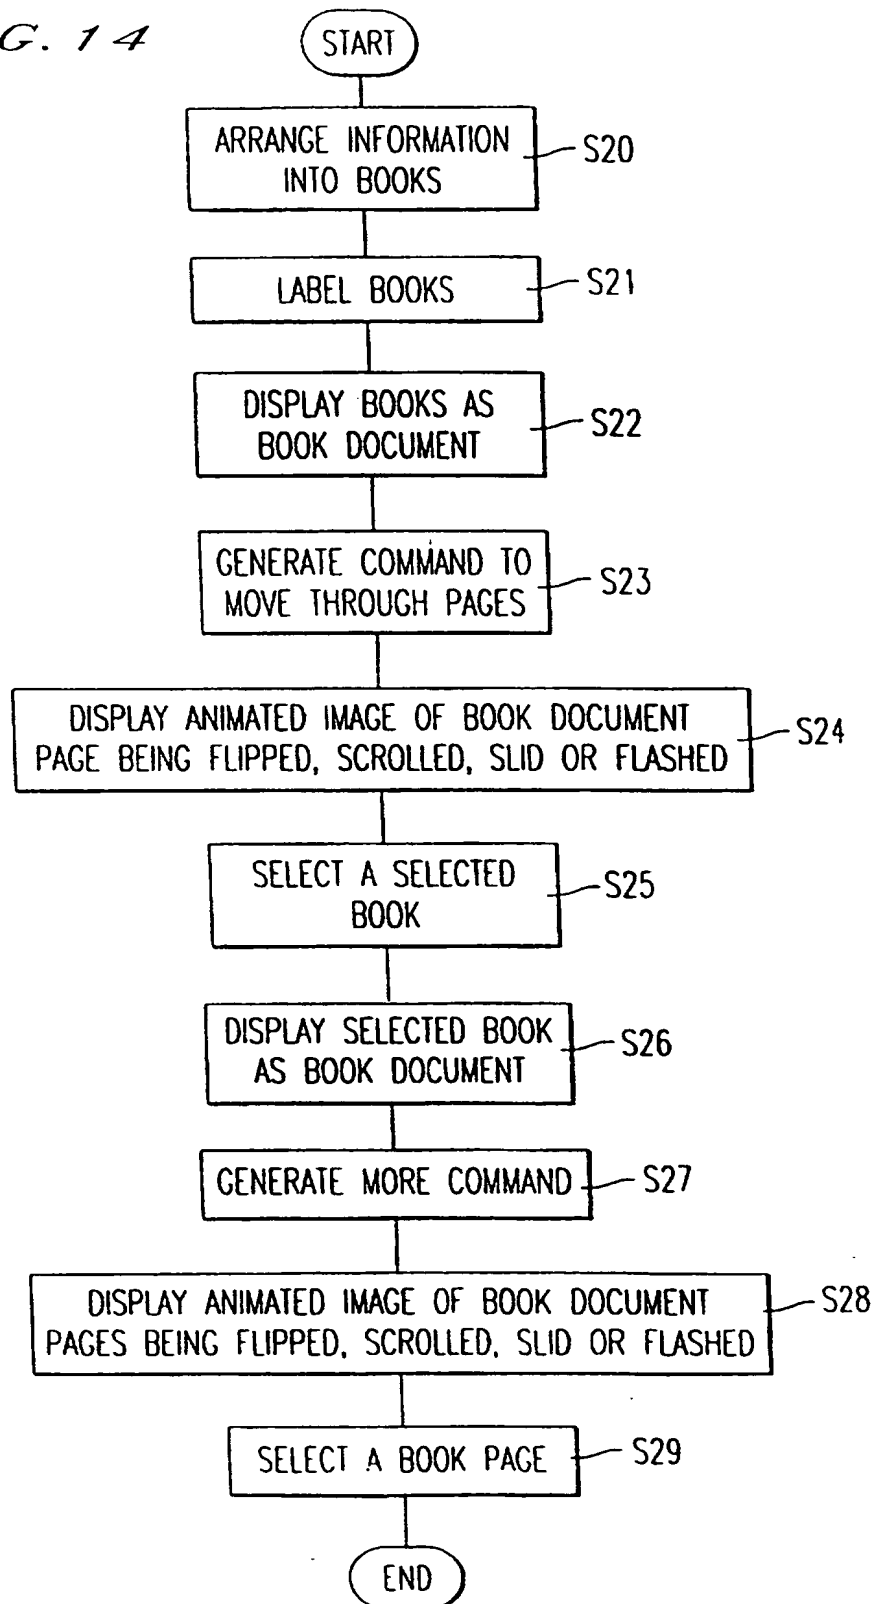 G. 14
START
ARRANGE INFORMATION
INTO BOOKS
S20
LABEL BOOKS
S21
DISPLAY BOOKS AS
BOOK DOCUMENT
S22
GENERATE COMMAND TO
MOVE THROUGH PAGES
S23
DISPLAY ANIMATED IMAGE OF BOOK DOCUMENT
PAGE BEING FLIPPED, SCROLLED, SLID OR FLASHED
S24
SELECT A SELECTED
BOOK
S25
DISPLAY SELECTED BOOK
AS BOOK DOCUMENT
S26
GENERATE MORE COMMAND
S27
DISPLAY ANIMATED IMAGE OF BOOK DOCUMENT
PAGES BEING FLIPPED, SCROLLED, SLID OR FLASHED
S28
SELECT A BOOK PAGE
S29
END